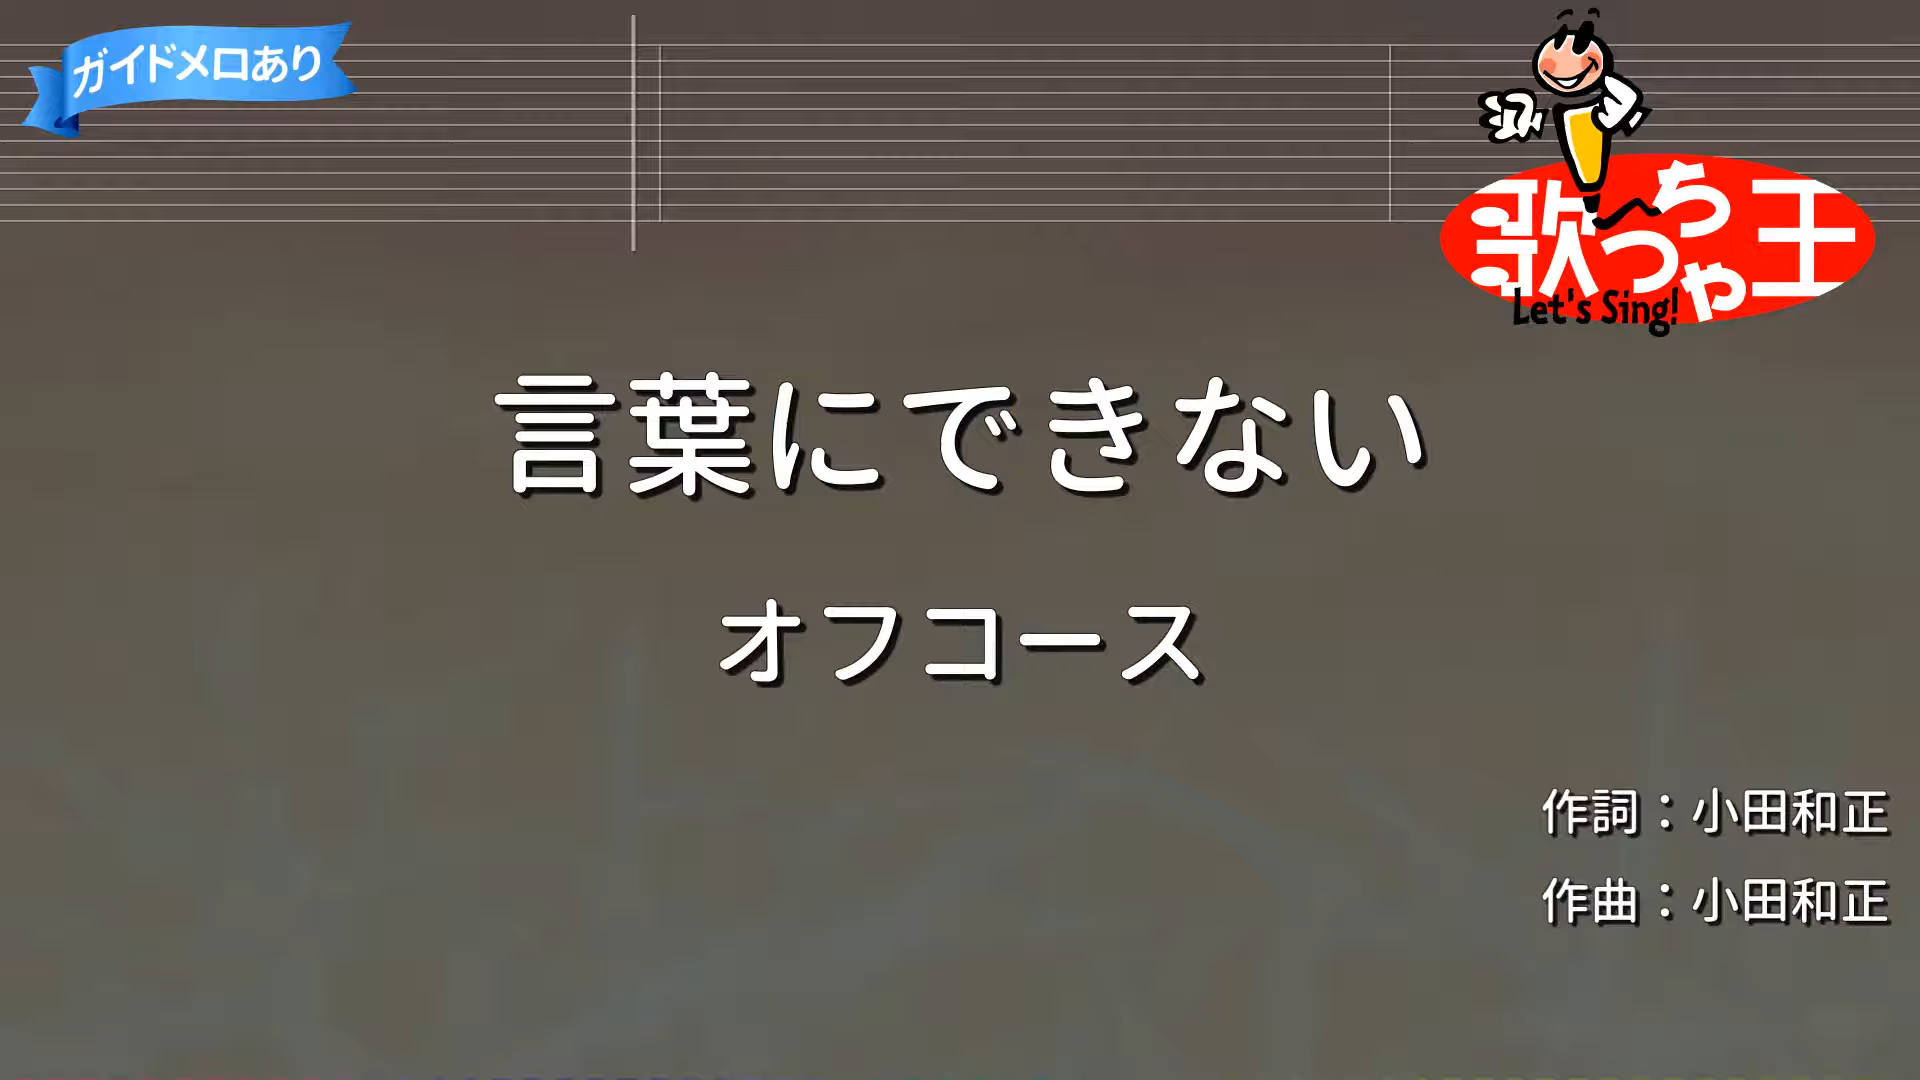 ガイドメロあり
歌っちゃ王
Let's Sing!
言葉にできない
オフコース
作詞：小田和正
作曲：小田和正